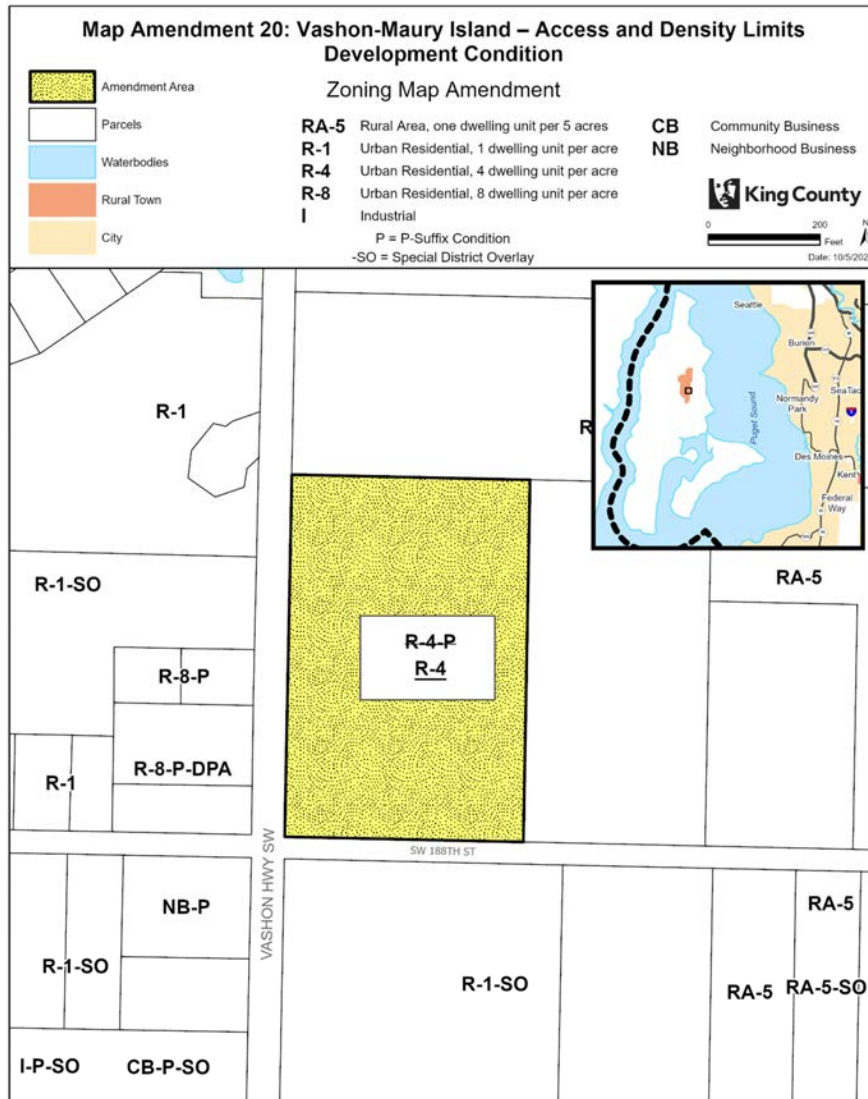 Map Amendment 20: Vashon-Maury Island – Access and Density Limits
Development Condition
Zoning Map Amendment
Amendment Area
Parcels
Waterbodies
Rural Town
City
RA-5 Rural Area, one dwelling unit per 5 acres
R-1 Urban Residential, 1 dwelling unit per acre
R-4 Urban Residential, 4 dwelling unit per acre
R-8 Urban Residential, 8 dwelling unit per acre
I Industrial
P = P-Suffix Condition
-SO = Special District Overlay
CB Community Business
NB Neighborhood Business
King County
0 200
Feet
N
Date: 10/5/202
Seattle
Burien
SeaTac
Normandy
Park
Puget Sound
Des Moines
Kent
Federal
Way
R-1
R
R-1-SO
RA-5
R-4-P
R-4
R-8-P
R-1
R-8-P-DPA
VASHON HWY SW
SW 188TH ST
NB-P
RA-5
R-1-SO
R-1-SO
RA-5
RA-5-SO
I-P-SO
CB-P-SO